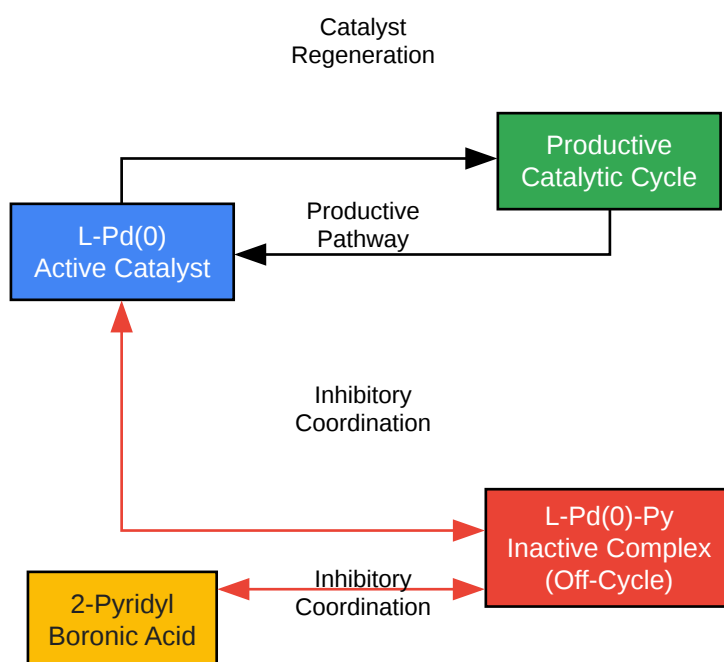 Catalyst
Regeneration
Productive
Catalytic Cycle
Productive
Pathway
L-Pd(0)
Active Catalyst
Inhibitory
Coordination
L-Pd(0)-Py
Inactive Complex
(Off-Cycle)
Inhibitory
Coordination
2-Pyridyl
Boronic Acid